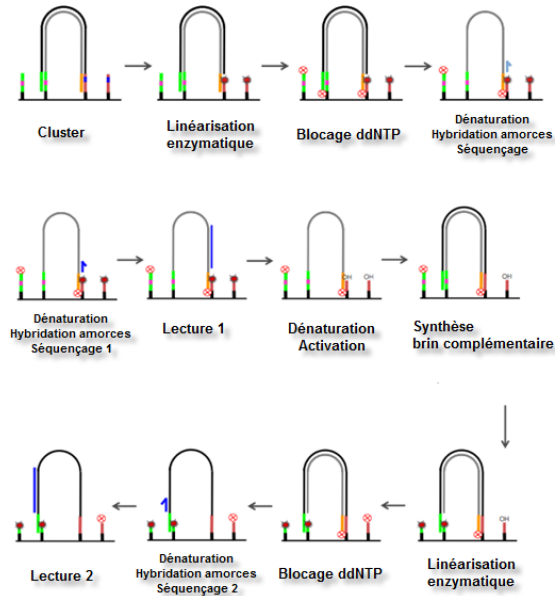 Cluster
Linéarisation
enzymatique
Blocage ddNTP
Dénaturation
Hybridation amorces
Séquençage
Dénaturation
Hybridation amorces
Séquençage 1
Lecture 1
OH
OH
Dénaturation
Activation
OH
Synthèse
brin complémentaire
Lecture 2
Dénaturation
Hybridation amorces
Séquençage 2
Blocage ddNTP
OH
Linéarisation
enzymatique